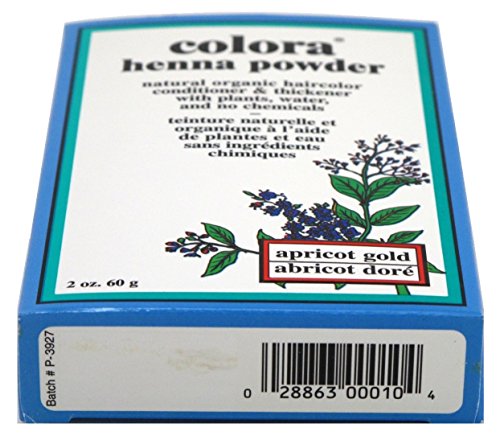 colora®
henna powder
natural organic haircolor
conditioner & thickener
with plants, water,
and no chemicals
teinture naturelle et
organique à l'aide
de plantes et eau
sans ingrédients
chimiques
apricot gold
abricot doré
2 oz. 60 g
Batch # P-3927
0 28863 00010 4